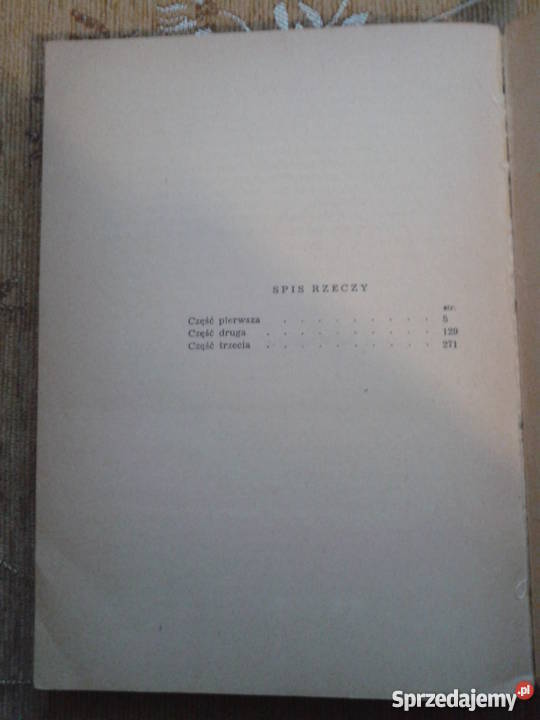 SPIS RZECZY
str.
Część pierwsza . . . . . . . . . . 5
Część druga . . . . . . . . . . . 129
Część trzecia . . . . . . . . . . . 271
Sprzedajemy.pl